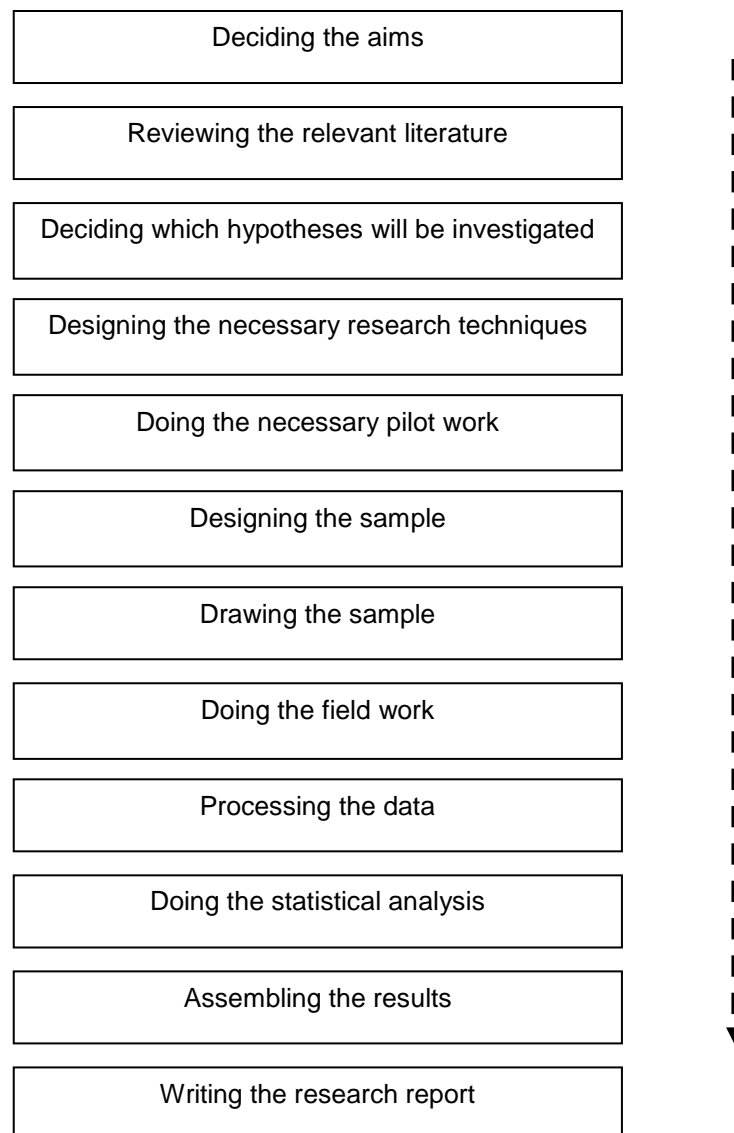 Deciding the aims
Reviewing the relevant literature
Deciding which hypotheses will be investigated
Designing the necessary research techniques
Doing the necessary pilot work
Designing the sample
Drawing the sample
Doing the field work
Processing the data
Doing the statistical analysis
Assembling the results
Writing the research report